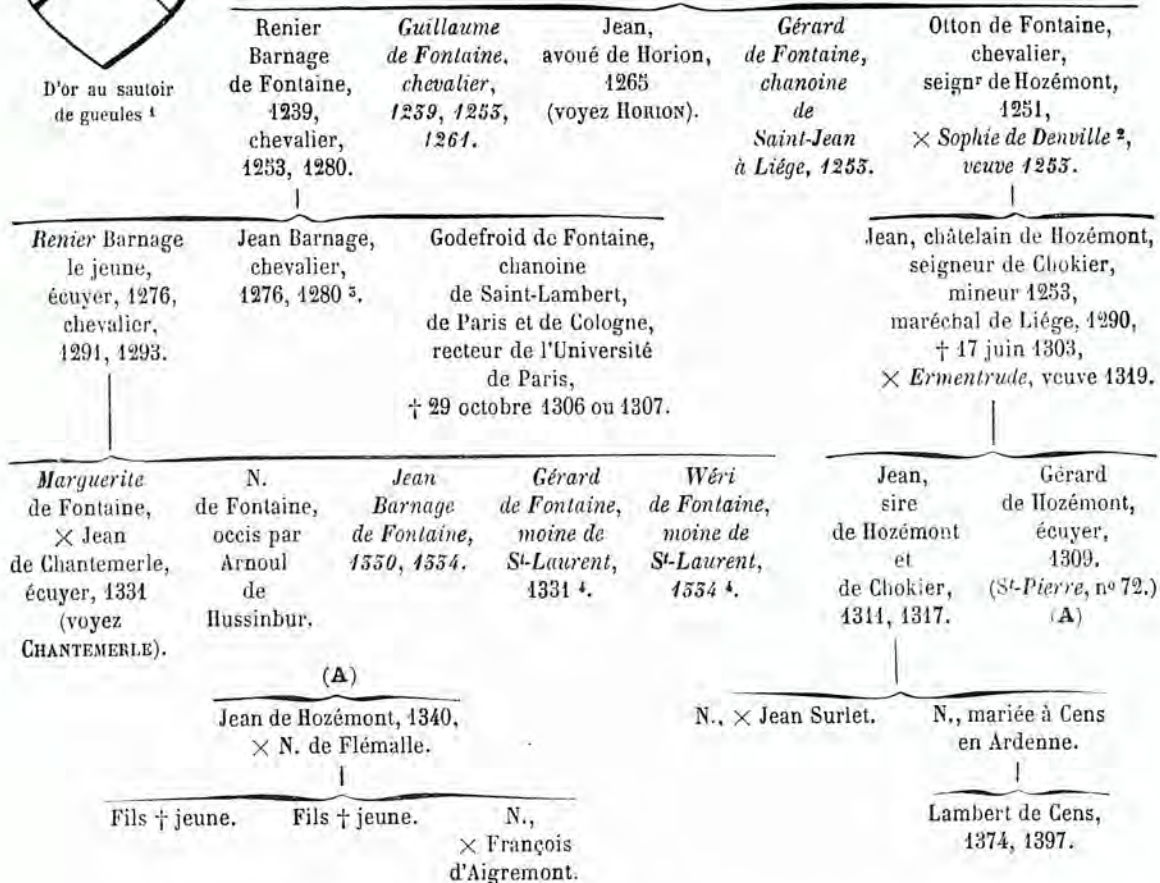 D'or au sautoir
de gueules ¹
Renier
Barnage
de Fontaine,
1239,
chevalier,
1253, 1280.
Guillaume
de Fontaine,
chevalier,
1239, 1253,
1261.
Jean,
avoué de Horion,
1265
(voyez HORION).
Gérard
de Fontaine,
chanoine
de
Saint-Jean
à Liége, 1253.
Otton de Fontaine,
chevalier,
seignʳ de Hozémont,
1251,
× Sophie de Denville ²,
veuve 1253.
Renier Barnage
le jeune,
écuyer, 1276,
chevalier,
1291, 1293.
Jean Barnage,
chevalier,
1276, 1280 ³.
Godefroid de Fontaine,
chanoine
de Saint-Lambert,
de Paris et de Cologne,
recteur de l'Université
de Paris,
† 29 octobre 1306 ou 1307.
Jean, châtelain de Hozémont,
seigneur de Chokier,
mineur 1253,
maréchal de Liége, 1290,
† 17 juin 1303,
× Ermentrude, veuve 1319.
Marguerite
de Fontaine,
× Jean
de Chantemerle,
écuyer, 1331
(voyez
CHANTEMERLE).
N.
de Fontaine,
occis par
Arnoul
de
Hussinbur.
Jean
Barnage
de Fontaine,
1330, 1334.
Gérard
de Fontaine,
moine de
Sᵗ-Laurent,
1331 ⁴.
Wéri
de Fontaine,
moine de
Sᵗ-Laurent,
1334 ⁴.
Jean,
sire
de Hozémont
et
de Chokier,
1311, 1317.
Gérard
de Hozémont,
écuyer,
1309.
(Sᵗ-Pierre, nº 72.)
(A)
(A)
Jean de Hozémont, 1340,
× N. de Flémalle.
Fils † jeune.
Fils † jeune.
N.,
× François
d'Aigremont.
N., × Jean Surlet.
N., mariée à Cens
en Ardenne.
Lambert de Cens,
1374, 1397.